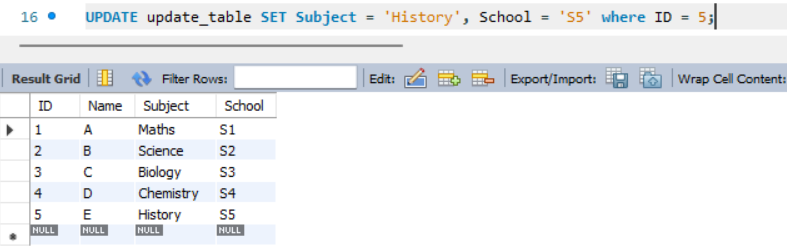 16 UPDATE update_table SET Subject = 'History', School = 'S5' where ID = 5;
Result Grid Filter Rows: Edit: Export/Import: Wrap Cell Content:
ID Name Subject School
1 A Maths S1
2 B Science S2
3 C Biology S3
4 D Chemistry S4
5 E History S5
NULL NULL NULL NULL